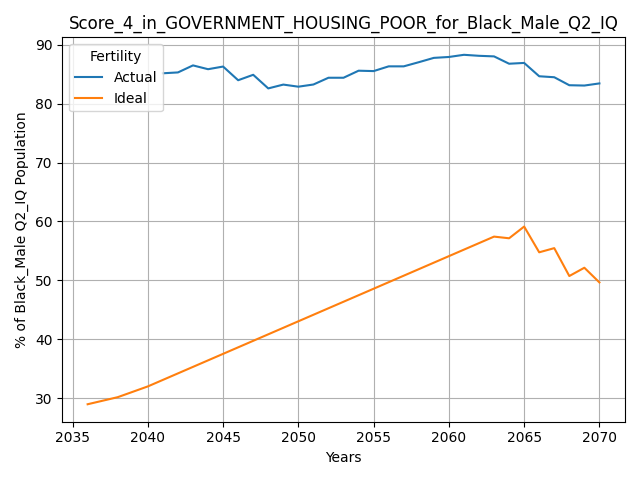 Score_4_in_GOVERNMENT_HOUSING_POOR_for_Black_Male_Q2_IQ
Fertility
Actual
Ideal
% of Black_Male Q2_IQ Population
90
80
70
60
50
40
30
2035 2040 2045 2050 2055 2060 2065 2070
Years